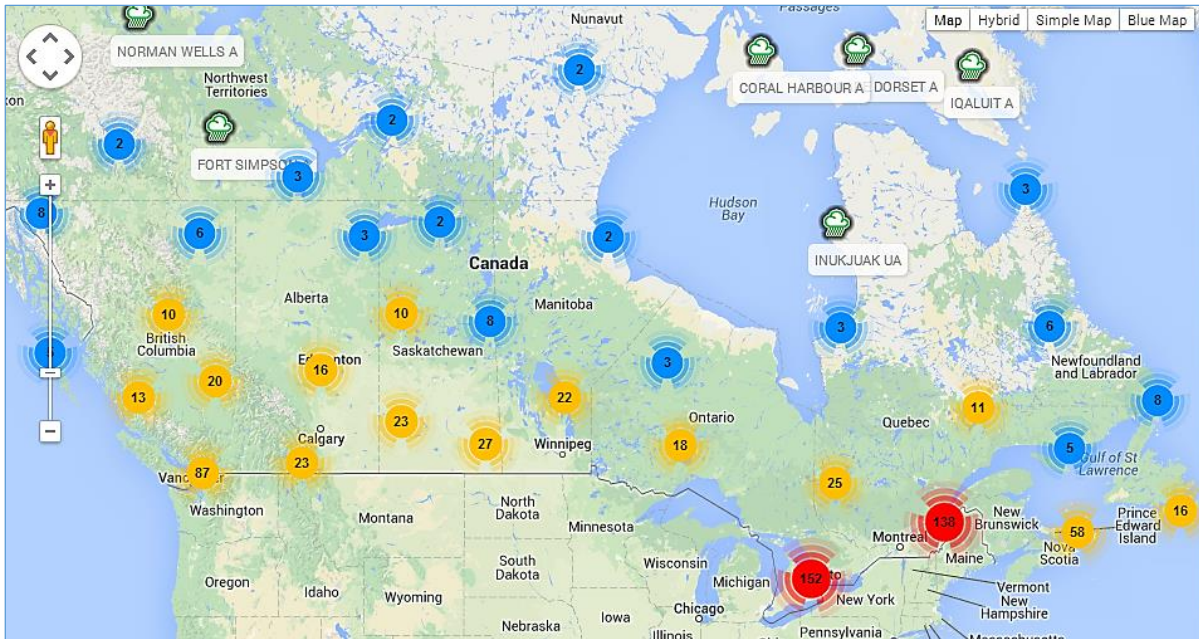 Passages
Nunavut
Map
Hybrid
Simple Map
Blue Map
NORMAN WELLS A
Northwest
Territories
2
CORAL HARBOUR A
DORSET A
IQALUIT A
2
2
FORT SIMPSO
3
3
8
6
3
2
2
Hudson
Bay
INUKJUAK UA
Canada
Alberta
Manitoba
10
British
Columbia
10
8
Saskatchewan
3
6
5
Edmonton
16
3
Newfoundland
and Labrador
20
13
22
8
23
Ontario
11
Quebec
Calgary
27
Winnipeg
18
5
Gulf of St
Lawrence
87
23
25
Washington
Montana
North
Dakota
Minnesota
138
Montreal
New
Brunswick
58
Prince
Edward
Island
16
Nova
Scotia
Maine
Oregon
Idaho
Wyoming
South
Dakota
Wisconsin
Michigan
152
New York
Vermont
New
Hampshire
Massachusetts
Nebraska
Iowa
Chicago
Illinois
Pennsylvania